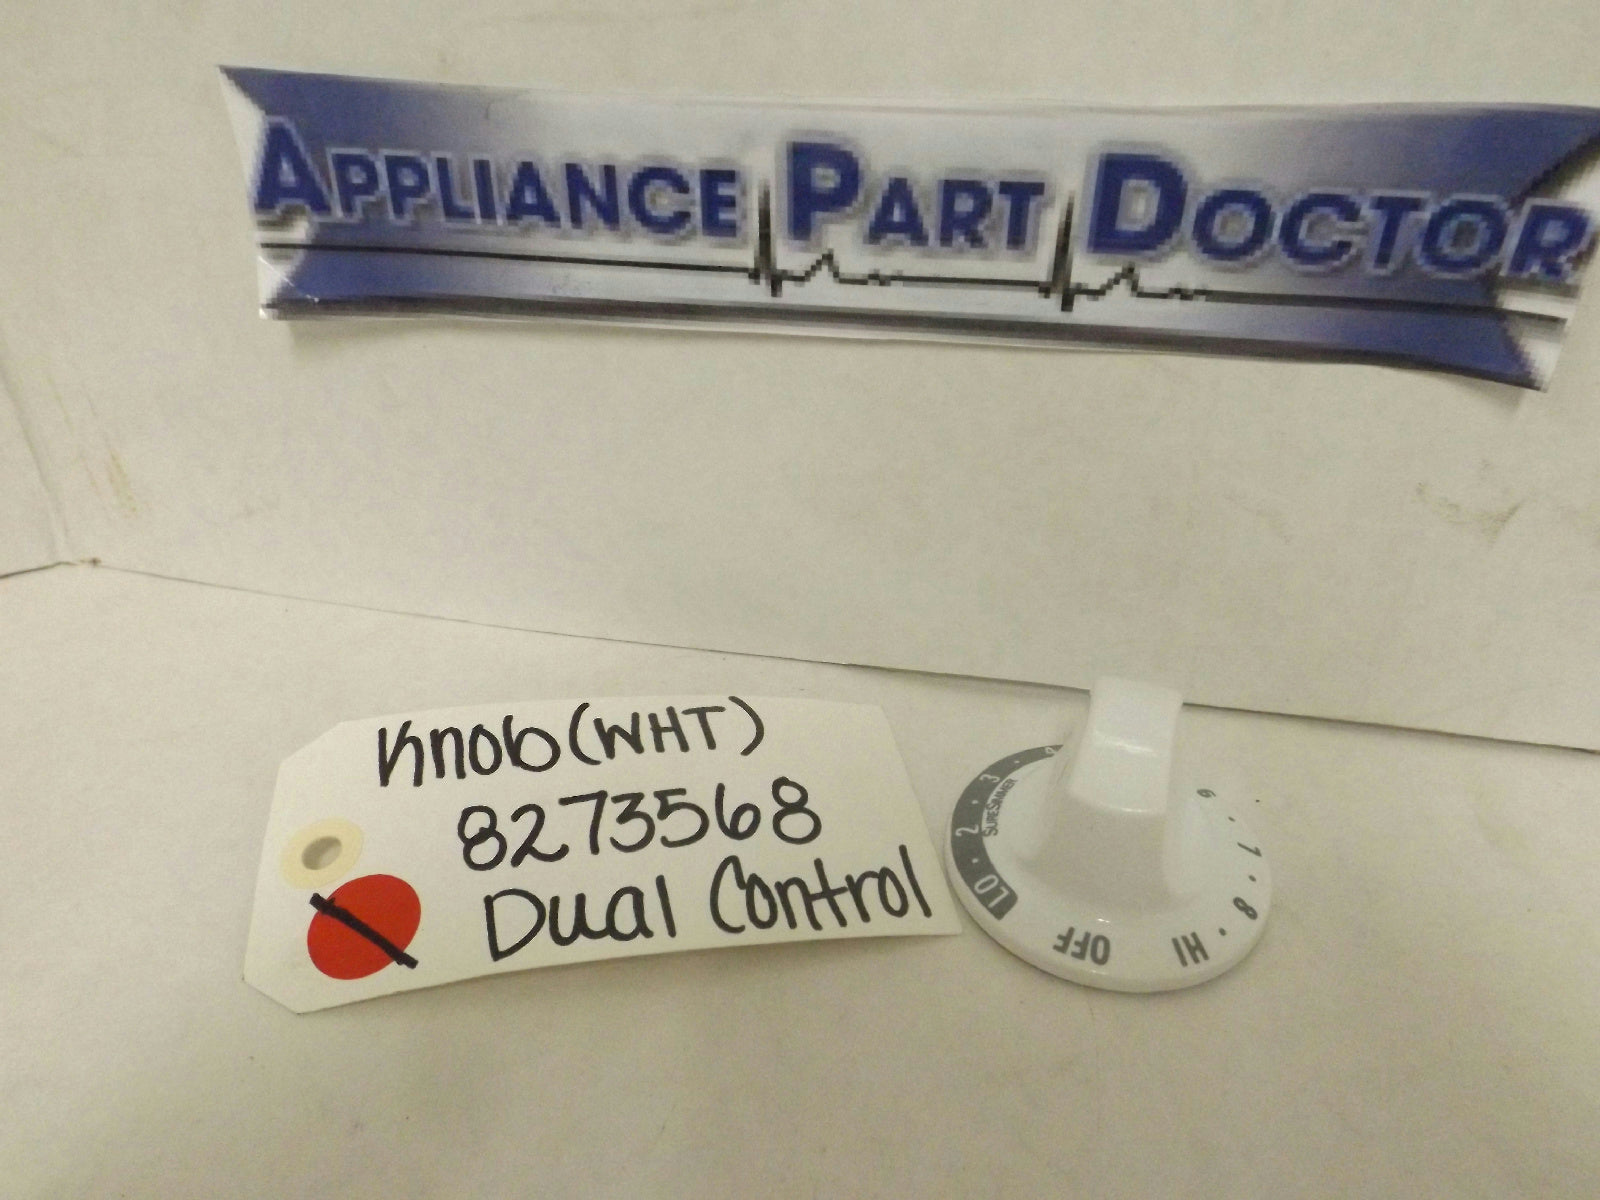 APPLIANCE PART DOCTOR
Knob (WHT)
8273568
Dual Control
LO · 2 · 3 ·
SURESIMMER
6 · 7 · 8 · HI
OFF